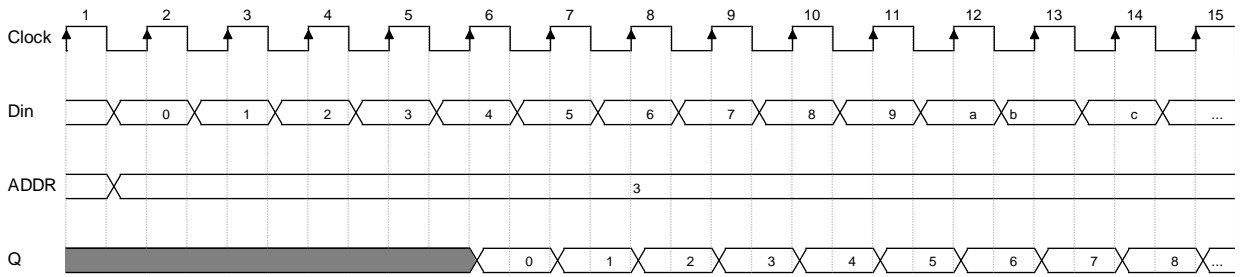 1 2 3 4 5 6 7 8 9 10 11 12 13 14 15
Clock
Din 0 1 2 3 4 5 6 7 8 9 a b c ...
ADDR 3
Q 0 1 2 3 4 5 6 7 8 ...